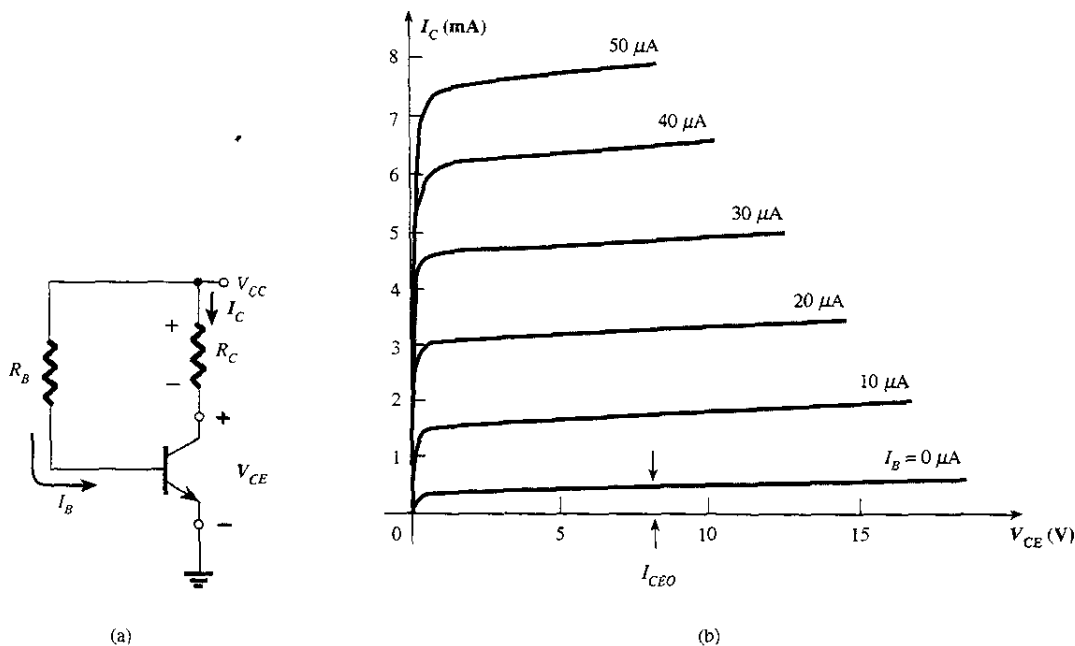 I_C (mA)
8
7
6
5
4
3
2
1
0
5
10
15
V_CE (V)
50 μA
40 μA
30 μA
20 μA
10 μA
I_B = 0 μA
I_CEO
V_CC
I_C
+
R_C
−
R_B
+
V_CE
I_B
−
(a)
(b)